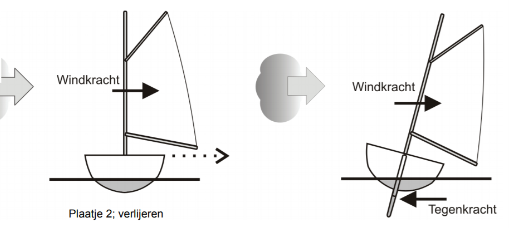 Windkracht
Windkracht
Plaatje 2; verlijeren
Tegenkracht